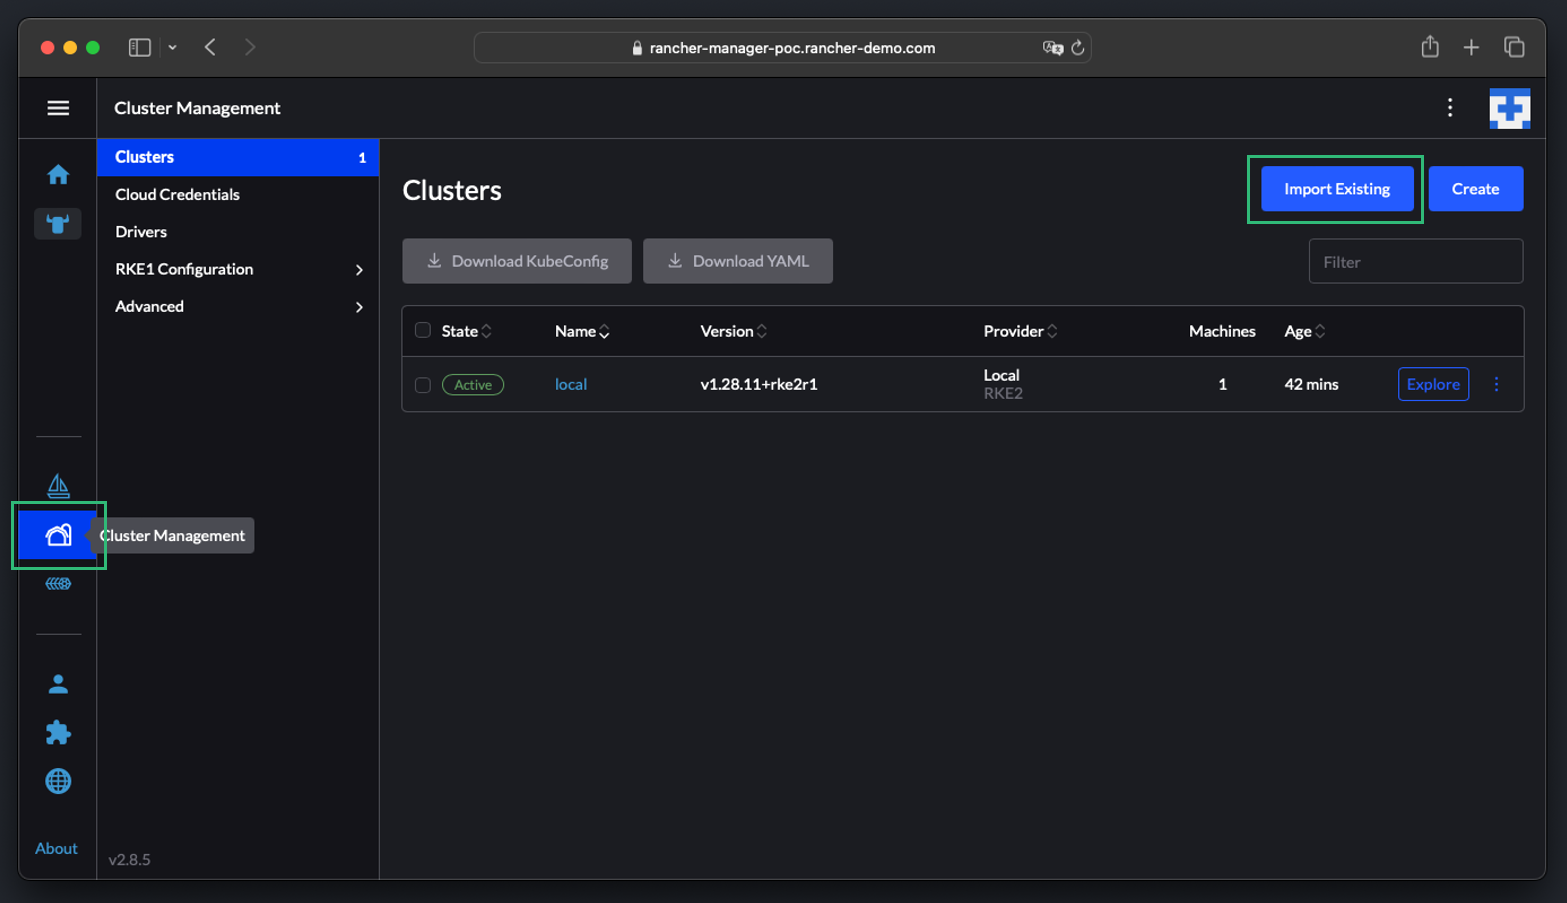 rancher-manager-poc.rancher-demo.com
Cluster Management
Clusters 1
Cloud Credentials
Drivers
RKE1 Configuration
Advanced
Clusters
Import Existing
Create
Download KubeConfig
Download YAML
Filter
State Name Version Provider Machines Age
Active local v1.28.11+rke2r1 Local 1 42 mins Explore
RKE2
Cluster Management
About
v2.8.5